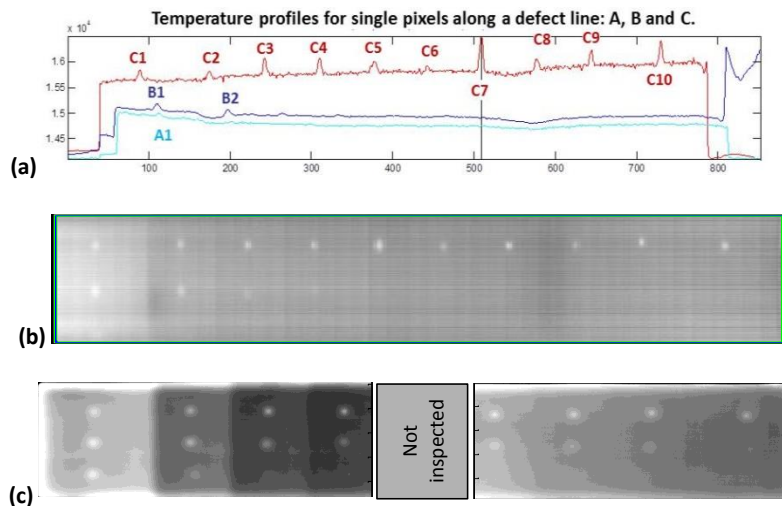 Temperature profiles for single pixels along a defect line: A, B and C.
x 10⁴
1.6
1.55
1.5
1.45
C1 C2 C3 C4 C5 C6 C7 C8 C9 C10
B1 B2
A1
100 200 300 400 500 600 700 800
(a)
(b)
Not
inspected
(c)